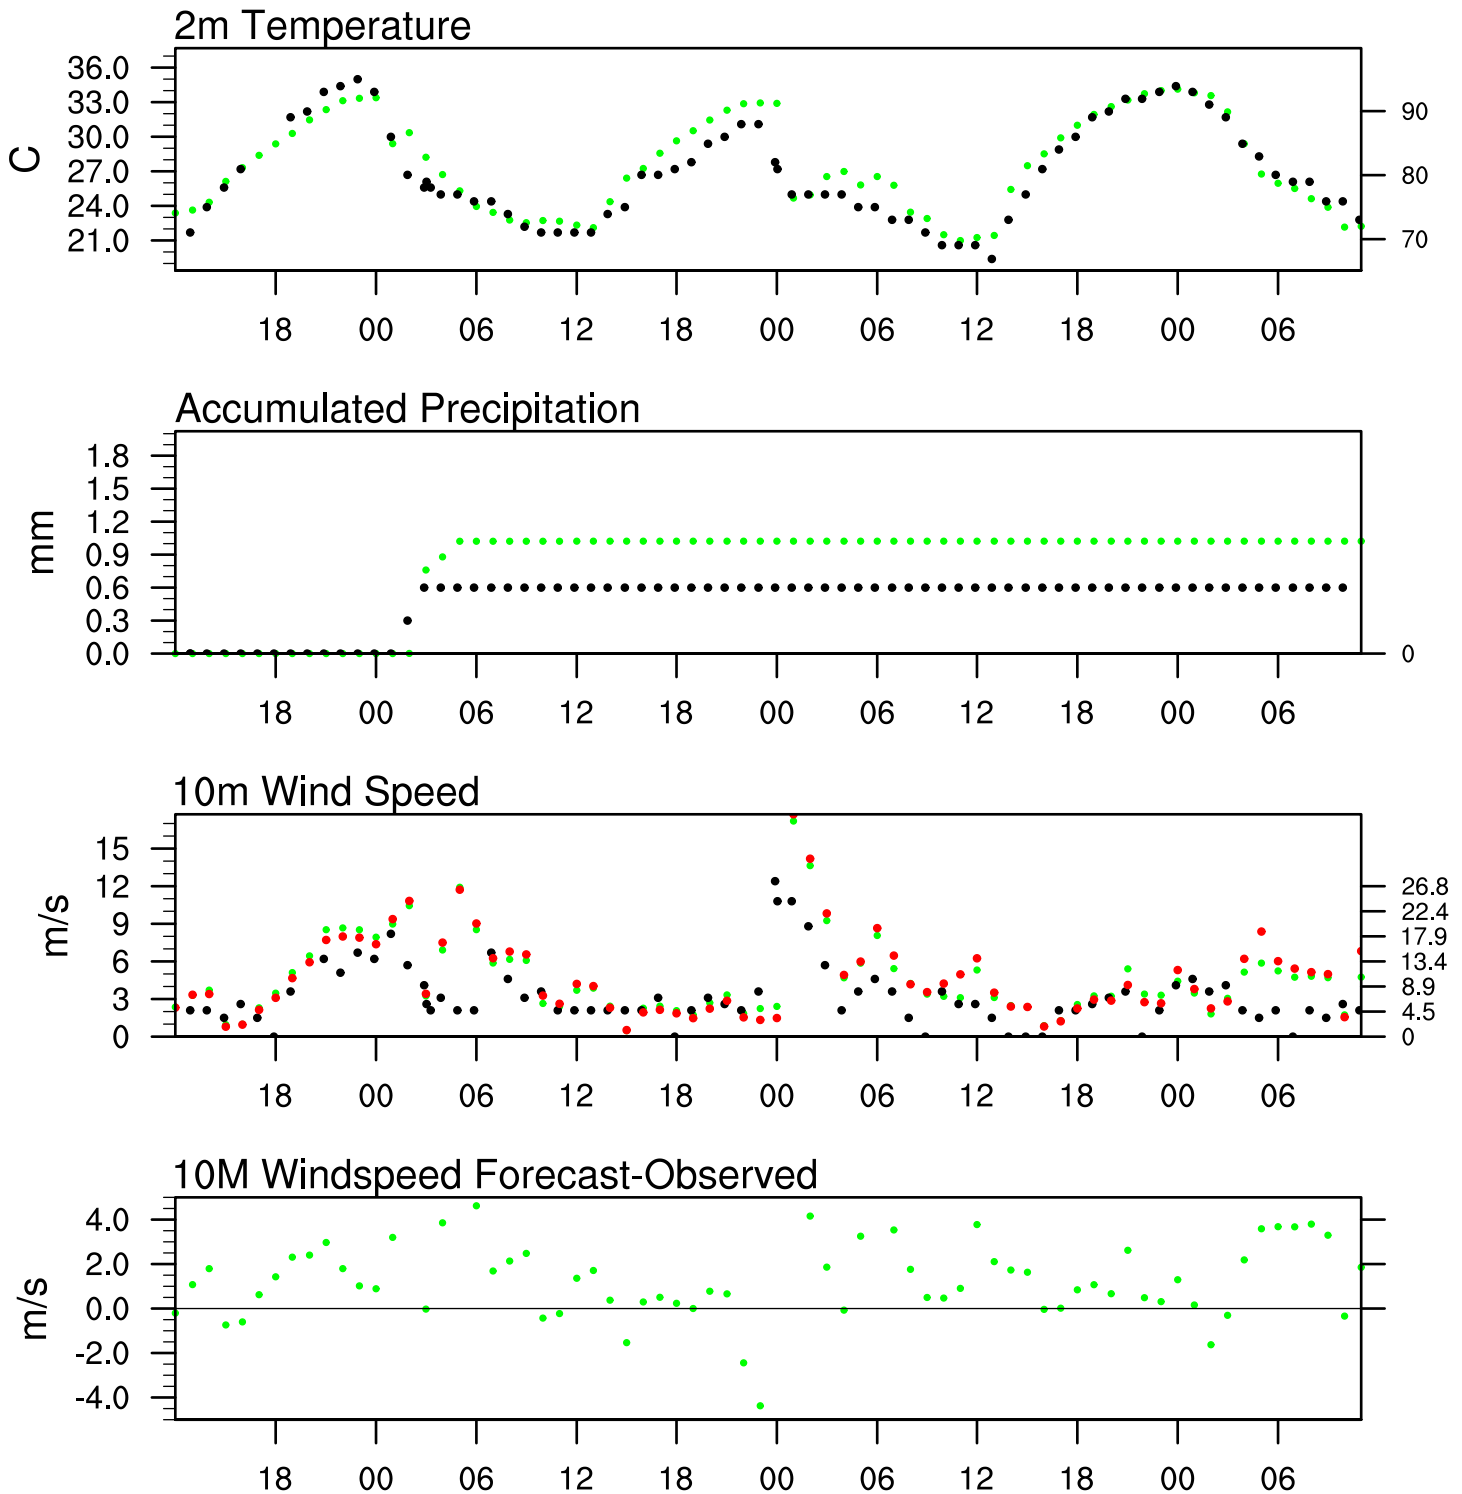 2m Temperature
36.0
33.0
30.0
27.0
24.0
21.0
C
90
80
70
18 00 06 12 18 00 06 12 18 00 06
Accumulated Precipitation
1.8
1.5
1.2
0.9
0.6
0.3
0.0
mm
0
18 00 06 12 18 00 06 12 18 00 06
10m Wind Speed
15
12
9
6
3
0
m/s
26.8
22.4
17.9
13.4
8.9
4.5
0
18 00 06 12 18 00 06 12 18 00 06
10M Windspeed Forecast-Observed
4.0
2.0
0.0
-2.0
-4.0
m/s
18 00 06 12 18 00 06 12 18 00 06